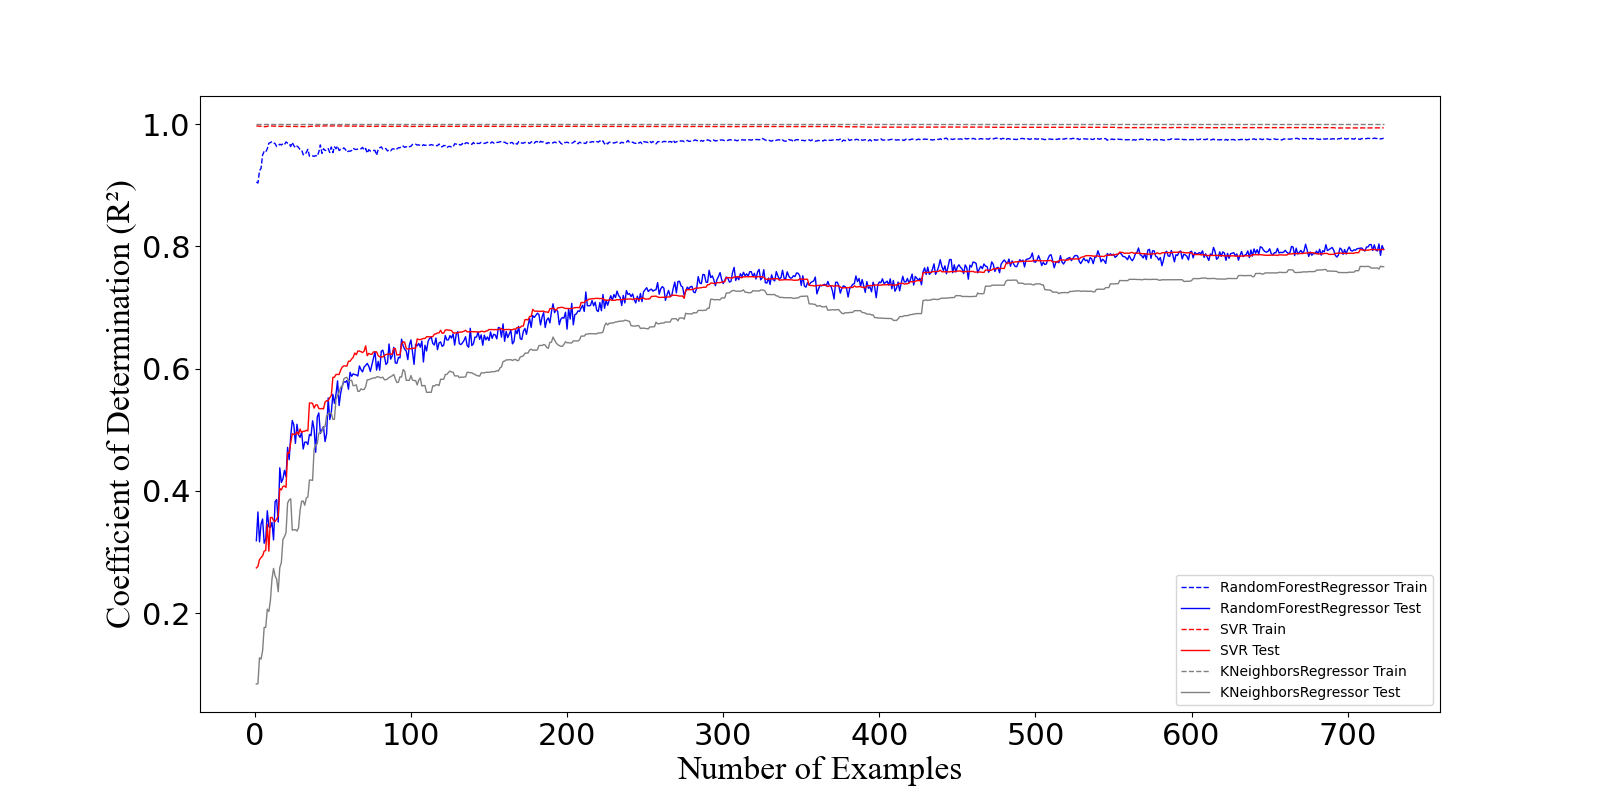 Coefficient of Determination (R²)
1.0
0.8
0.6
0.4
0.2
0 100 200 300 400 500 600 700
Number of Examples
RandomForestRegressor Train
RandomForestRegressor Test
SVR Train
SVR Test
KNeighborsRegressor Train
KNeighborsRegressor Test